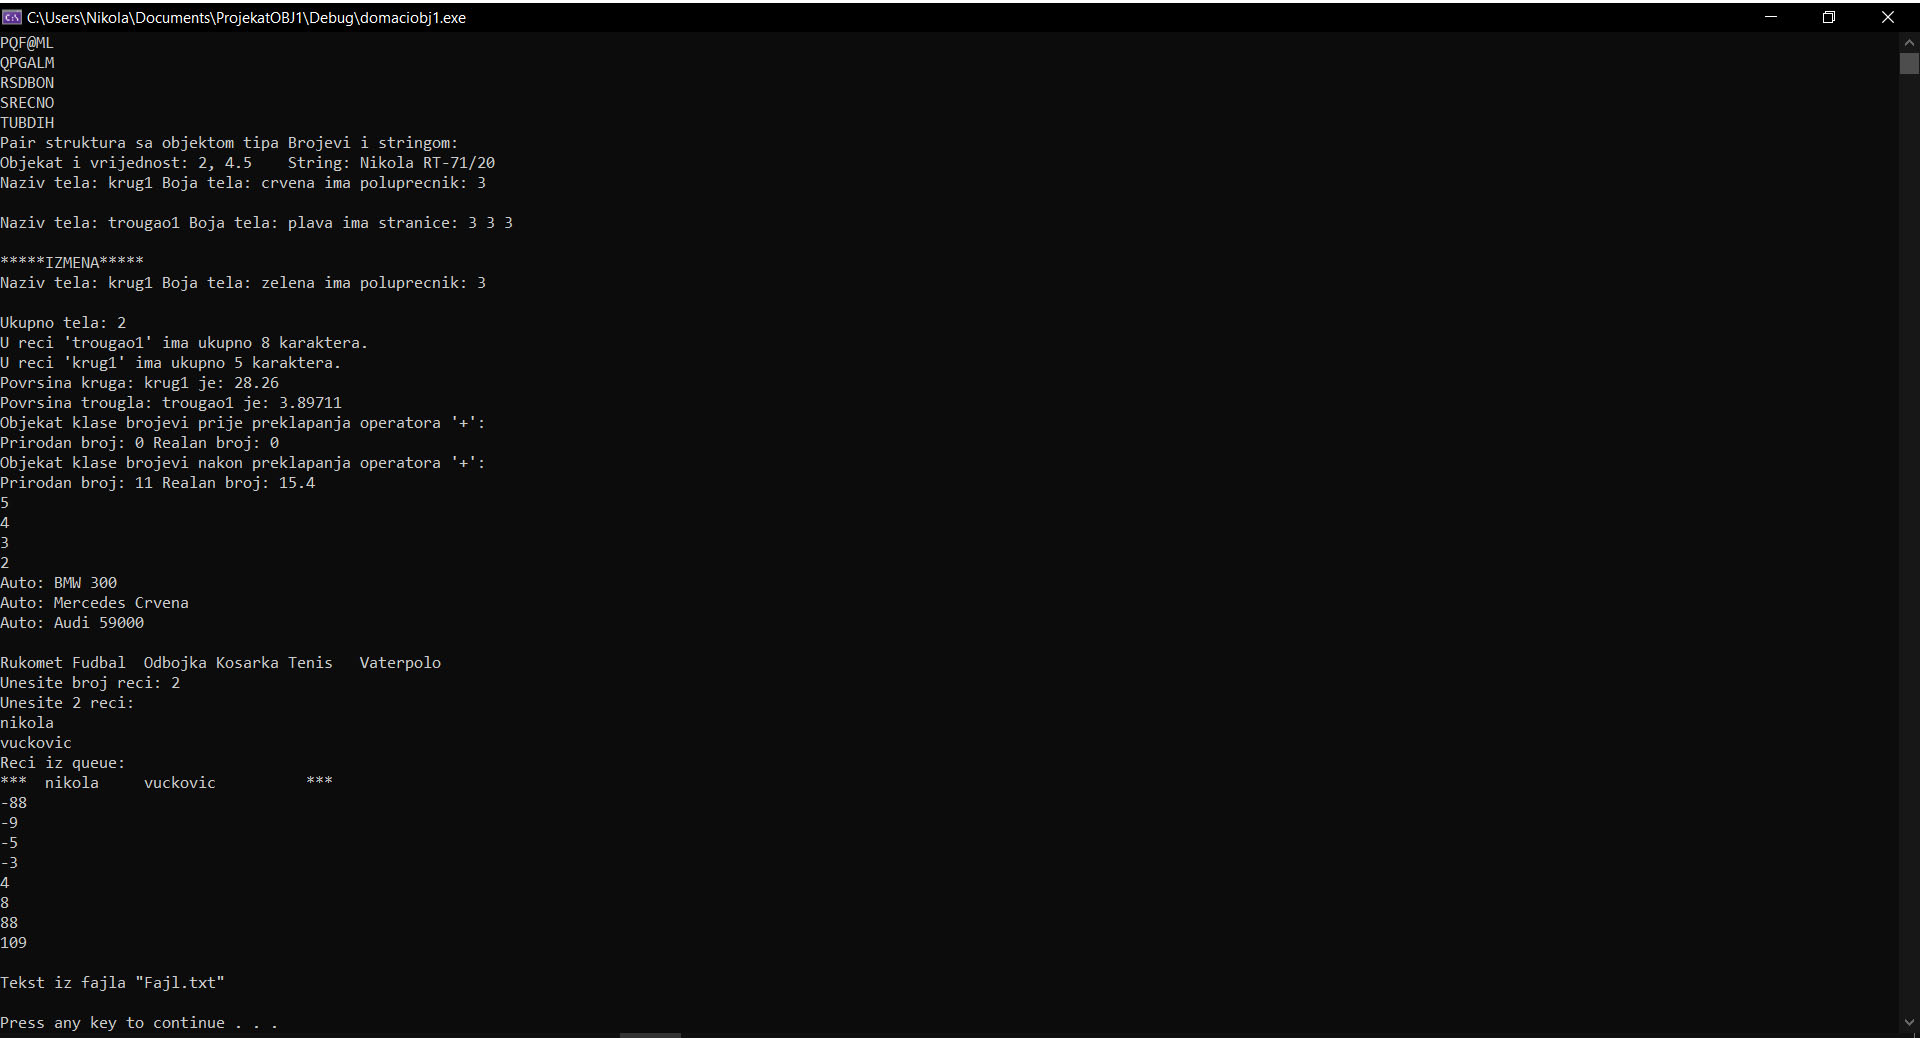 C:\Users\Nikola\Documents\ProjekatOBJ1\Debug\domaciobj1.exe
PQF@ML
QPGALM
RSDBON
SRECNO
TUBDIH
Pair struktura sa objektom tipa Brojevi i stringom:
Objekat i vrijednost: 2, 4.5    String: Nikola RT-71/20
Naziv tela: krug1 Boja tela: crvena ima poluprecnik: 3
Naziv tela: trougao1 Boja tela: plava ima stranice: 3 3 3
*****IZMENA*****
Naziv tela: krug1 Boja tela: zelena ima poluprecnik: 3
Ukupno tela: 2
U reci 'trougao1' ima ukupno 8 karaktera.
U reci 'krug1' ima ukupno 5 karaktera.
Povrsina kruga: krug1 je: 28.26
Povrsina trougla: trougao1 je: 3.89711
Objekat klase brojevi prije preklapanja operatora '+':
Prirodan broj: 0 Realan broj: 0
Objekat klase brojevi nakon preklapanja operatora '+':
Prirodan broj: 11 Realan broj: 15.4
5
4
3
2
Auto: BMW 300
Auto: Mercedes Crvena
Auto: Audi 59000
Rukomet Fudbal  Odbojka Kosarka Tenis   Vaterpolo
Unesite broj reci: 2
Unesite 2 reci:
nikola
vuckovic
Reci iz queue:
***  nikola     vuckovic          ***
-88
-9
-5
-3
4
8
88
109
Tekst iz fajla "Fajl.txt"
Press any key to continue . . .